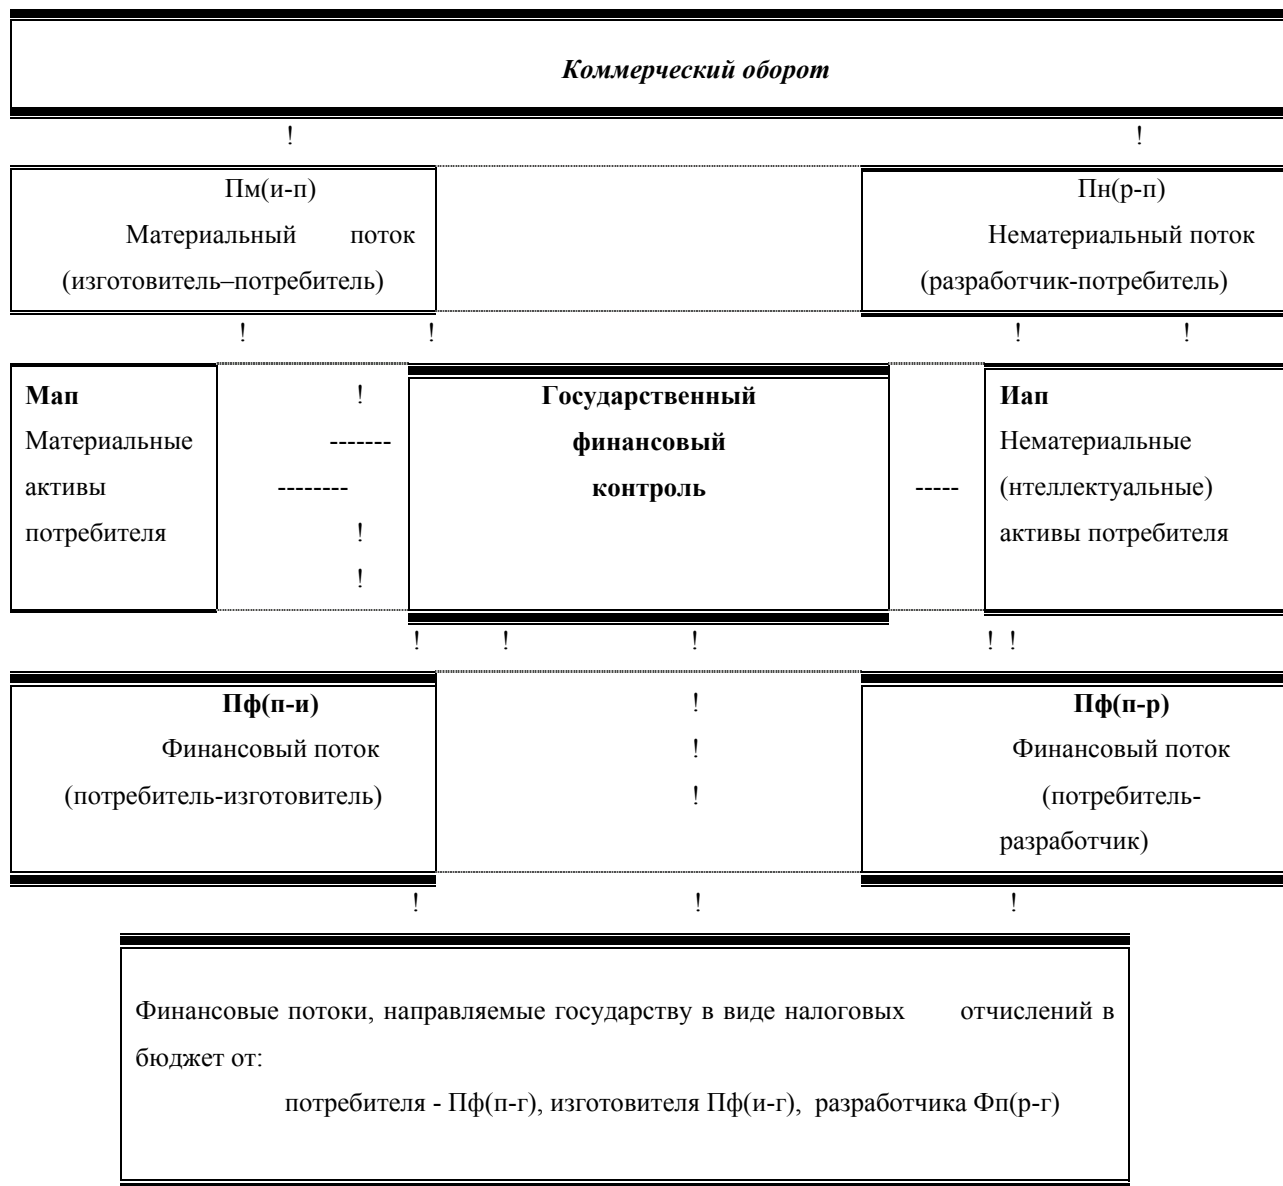 Коммерческий оборот
! !
Пм(и-п) Пн(р-п)
Материальный поток Нематериальный поток
(изготовитель–потребитель) (разработчик-потребитель)
! ! ! !
Мап ! Государственный Иап
Материальные ------- финансовый Нематериальные
активы -------- контроль ----- (нтеллектуальные)
потребителя ! активы потребителя
!
! ! ! ! !
Пф(п-и) ! Пф(п-р)
Финансовый поток ! Финансовый поток
(потребитель-изготовитель) ! (потребитель-
разработчик)
! ! !
Финансовые потоки, направляемые государству в виде налоговых отчислений в
бюджет от:
потребителя - Пф(п-г), изготовителя Пф(и-г), разработчика Фп(р-г)